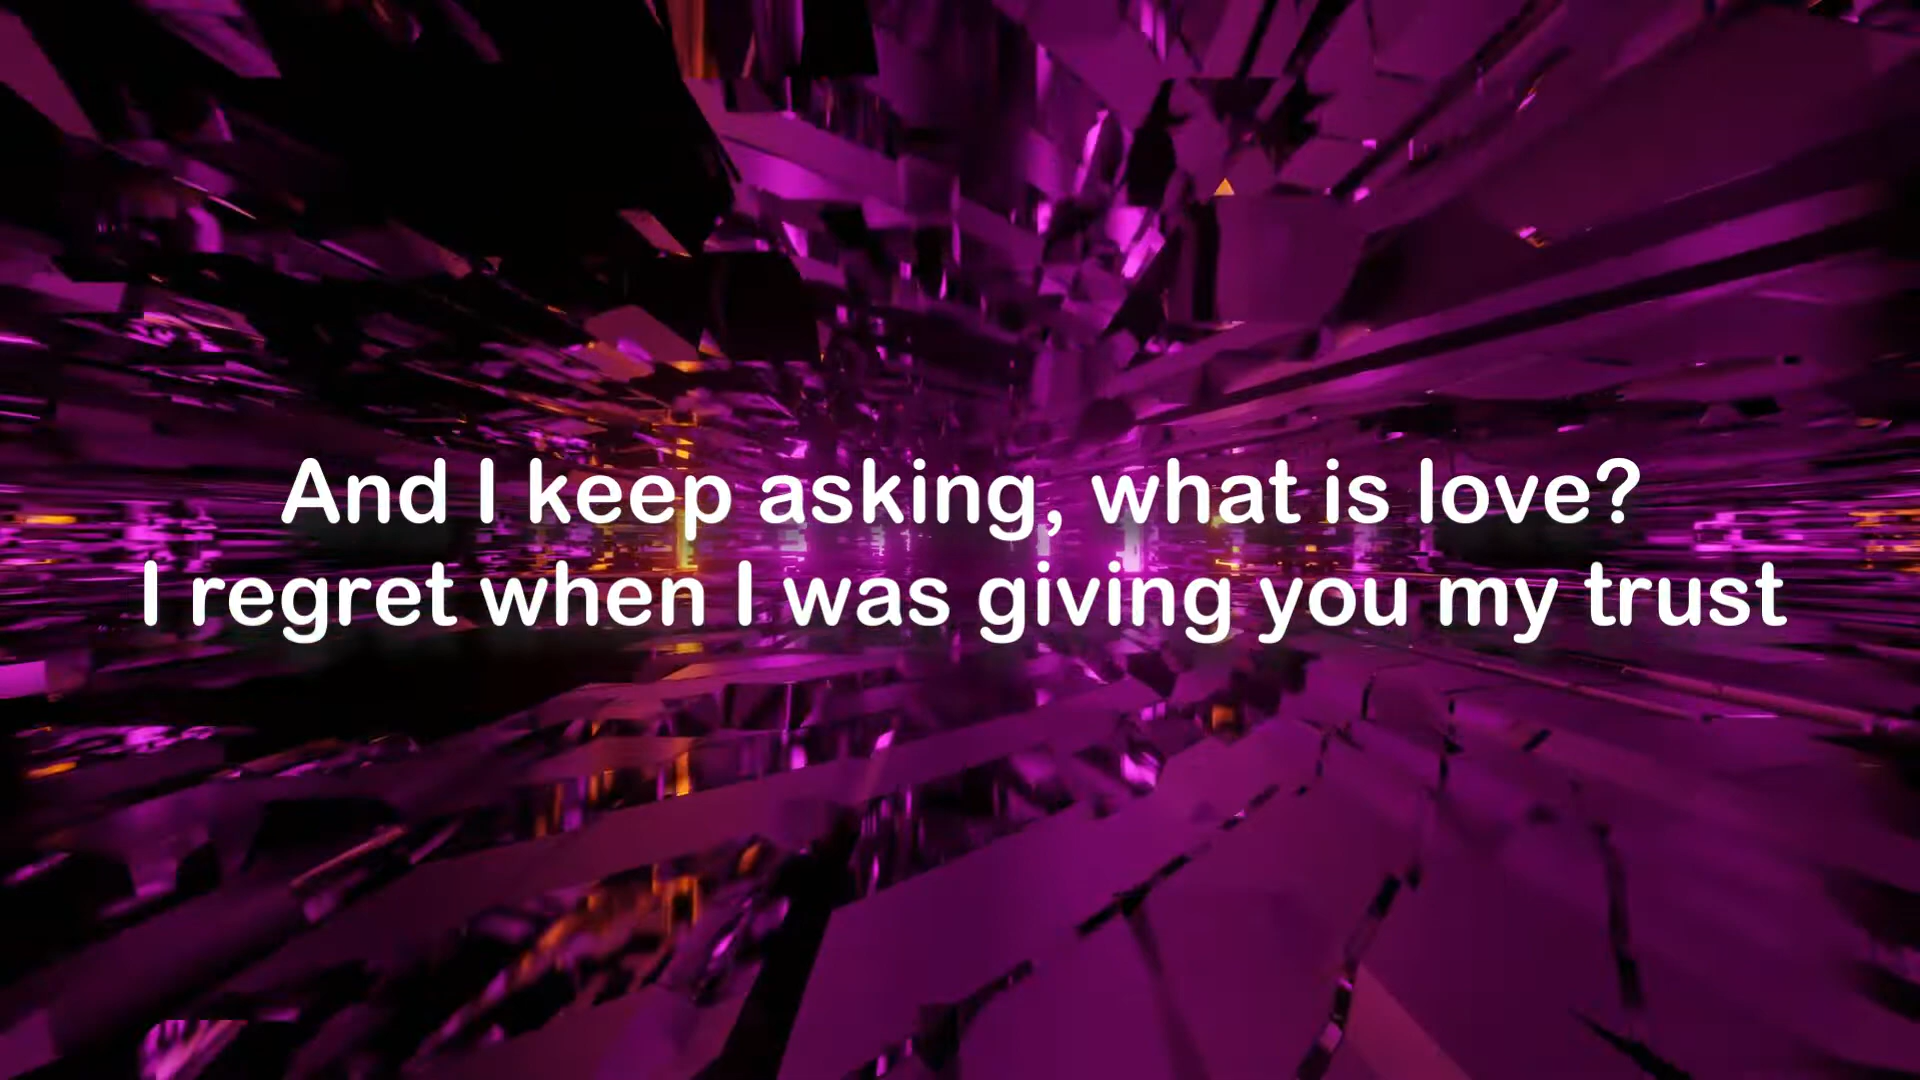 And I keep asking, what is love?
I regret when I was giving you my trust